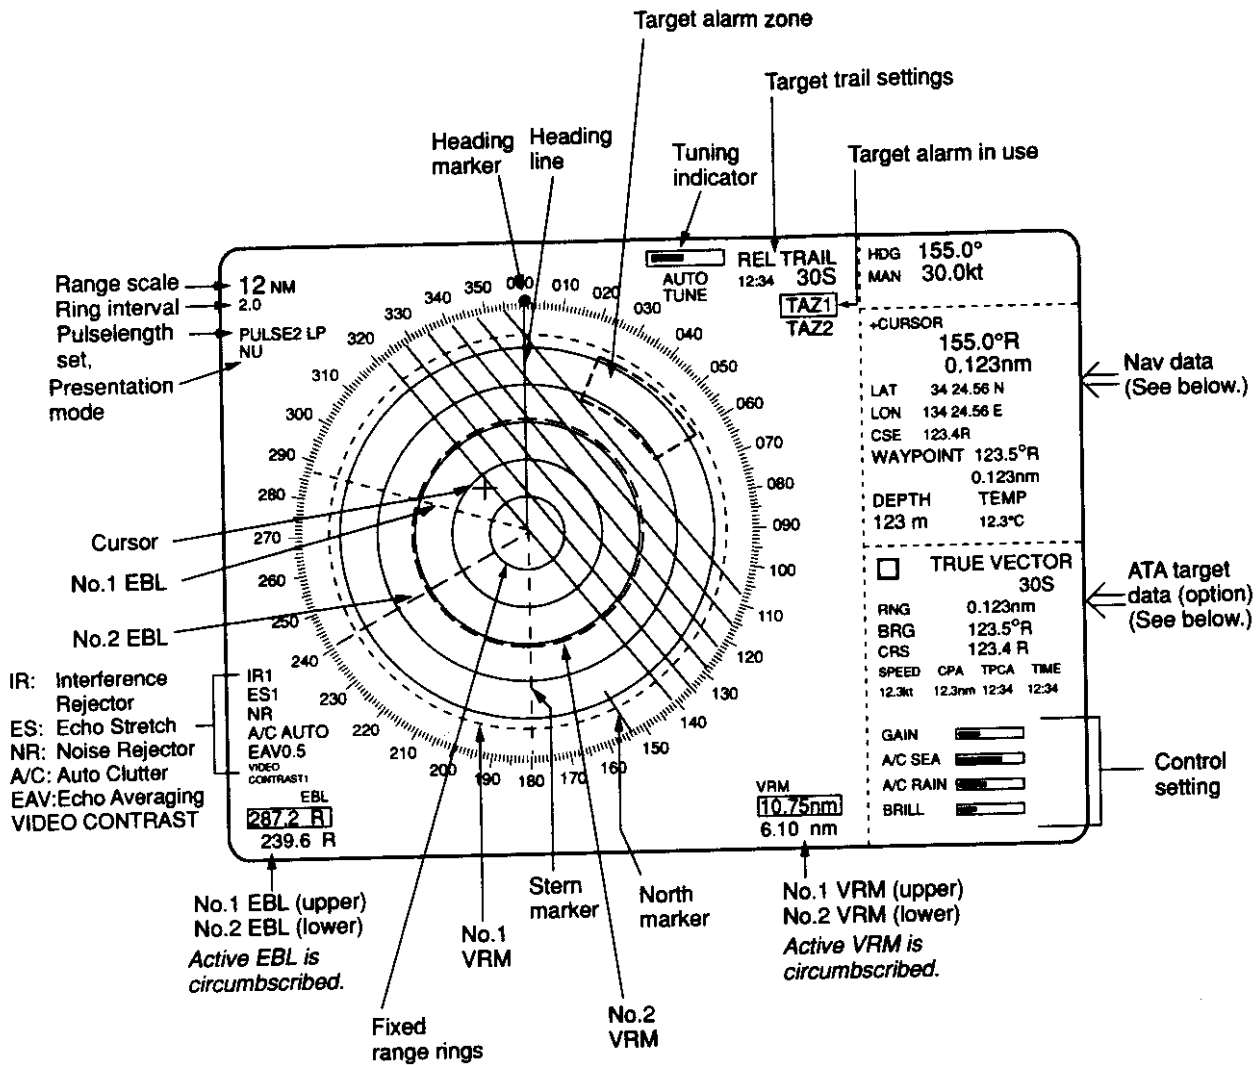 Target alarm zone
Target trail settings
Heading marker
Heading line
Tuning indicator
Target alarm in use
Range scale
Ring interval
Pulselength set,
Presentation mode
12 NM
2.0
PULSE2 LP
NU
AUTO TUNE
REL TRAIL
12:34 30S
TAZ1
TAZ2
HDG 155.0°
MAN 30.0kt
+CURSOR
155.0°R
0.123nm
LAT 34 24.56 N
LON 134 24.56 E
CSE 123.4R
WAYPOINT 123.5°R
0.123nm
DEPTH TEMP
123 m 12.3°C
Nav data
(See below.)
TRUE VECTOR
30S
RNG 0.123nm
BRG 123.5°R
CRS 123.4 R
SPEED CPA TPCA TIME
12.3kt 12.3nm 12:34 12:34
ATA target
data (option)
(See below.)
GAIN
A/C SEA
A/C RAIN
BRILL
Control
setting
000
010
020
030
040
050
060
070
080
090
100
110
120
130
140
150
160
170
180
190
200
210
220
230
240
250
260
270
280
290
300
310
320
330
340
350
Cursor
No.1 EBL
No.2 EBL
IR: Interference
Rejector
ES: Echo Stretch
NR: Noise Rejector
A/C: Auto Clutter
EAV:Echo Averaging
VIDEO CONTRAST
IR1
ES1
NR
A/C AUTO
EAV0.5
VIDEO
CONTRAST1
EBL
287.2 R
239.6 R
VRM
10.75nm
6.10 nm
No.1 EBL (upper)
No.2 EBL (lower)
Active EBL is
circumbscribed.
No.1
VRM
Stern
marker
North
marker
No.1 VRM (upper)
No.2 VRM (lower)
Active VRM is
circumbscribed.
Fixed
range rings
No.2
VRM